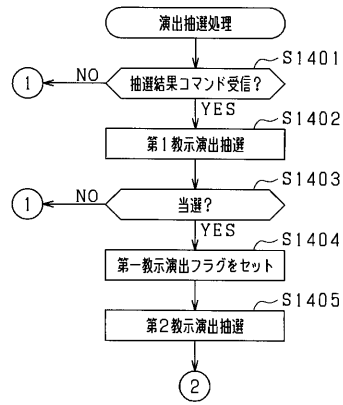 演出抽選処理
S1401
抽選結果コマンド受信?
NO
1
YES
S1402
第1教示演出抽選
S1403
当選?
NO
1
YES
S1404
第一教示演出フラグをセット
S1405
第2教示演出抽選
2